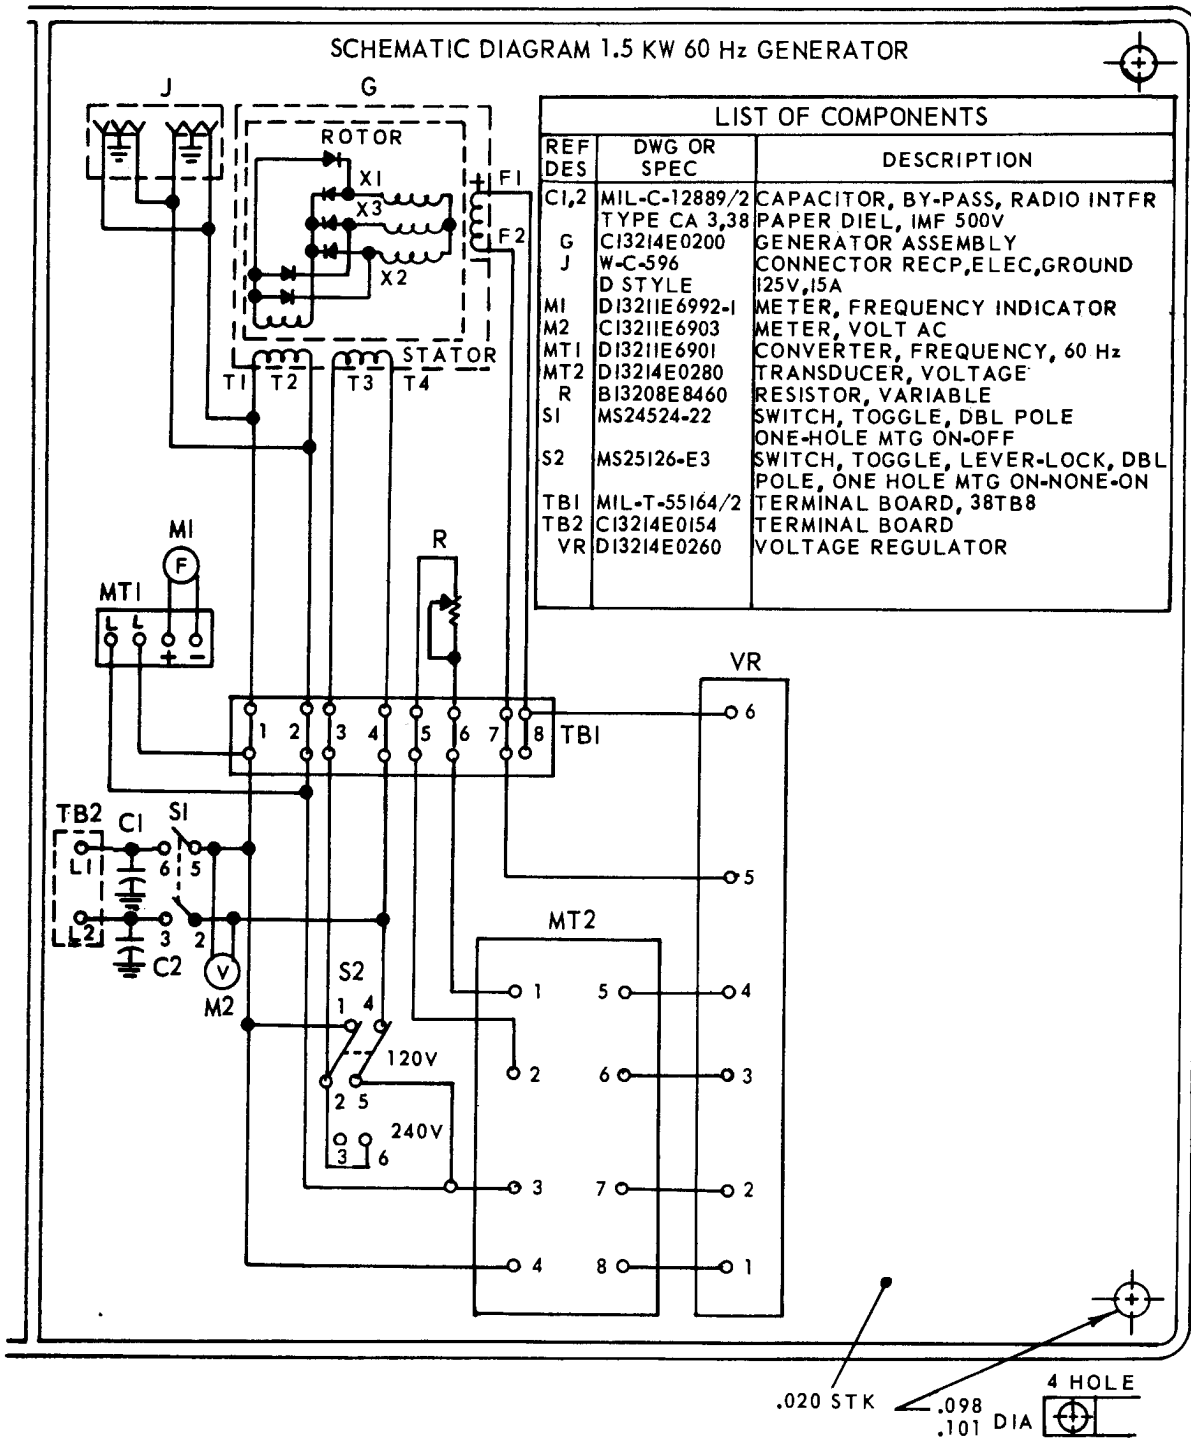 SCHEMATIC DIAGRAM 1.5 KW 60 Hz GENERATOR
J
G
ROTOR
X1
X3
X2
F1
F2
STATOR
T1 T2 T3 T4
LIST OF COMPONENTS
REF DES DWG OR SPEC DESCRIPTION
C1,2 MIL-C-12889/2 CAPACITOR, BY-PASS, RADIO INTFR
TYPE CA 3,38 PAPER DIEL, IMF 500V
G C13214E0200 GENERATOR ASSEMBLY
J W-C-596 CONNECTOR RECP,ELEC,GROUND
D STYLE 125V,15A
M1 D13211E6992-1 METER, FREQUENCY INDICATOR
M2 C13211E6903 METER, VOLT AC
MT1 D13211E6901 CONVERTER, FREQUENCY, 60 Hz
MT2 D13214E0280 TRANSDUCER, VOLTAGE
R B13208E8460 RESISTOR, VARIABLE
S1 MS24524-22 SWITCH, TOGGLE, DBL POLE
ONE-HOLE MTG ON-OFF
S2 MS25126-E3 SWITCH, TOGGLE, LEVER-LOCK, DBL
POLE, ONE HOLE MTG ON-NONE-ON
TB1 MIL-T-55164/2 TERMINAL BOARD, 38TB8
TB2 C13214E0154 TERMINAL BOARD
VR D13214E0260 VOLTAGE REGULATOR
M1
F
MT1
L L + -
R
VR
1 2 3 4 5 6 7 8 TB1
6
TB2 C1 S1
L1 6 5
5
L2 3 2
C2
V
M2
MT2
S2
1 4
120V
2 5
240V
3 6
1 5 4
2 6 3
3 7 2
4 8 1
.020 STK
.098
.101 DIA
4 HOLE